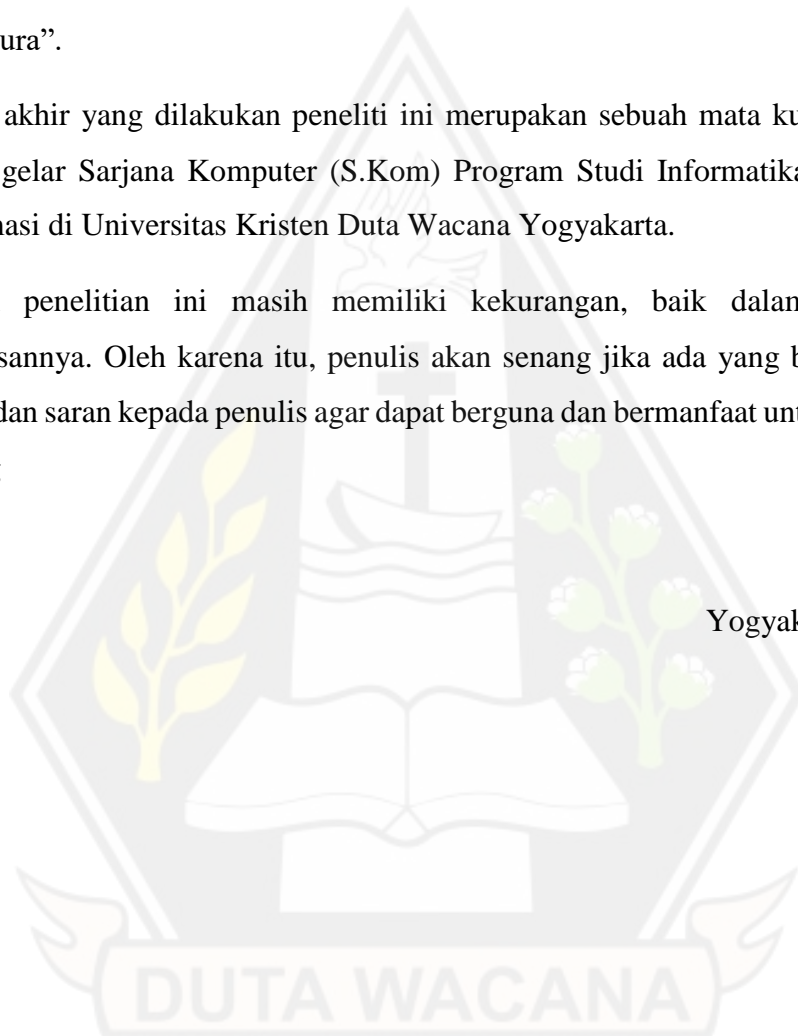 ura”.
akhir yang dilakukan peneliti ini merupakan sebuah mata ku
gelar Sarjana Komputer (S.Kom) Program Studi Informatika
nasi di Universitas Kristen Duta Wacana Yogyakarta.
penelitian ini masih memiliki kekurangan, baik dalan
sannya. Oleh karena itu, penulis akan senang jika ada yang b
dan saran kepada penulis agar dapat berguna dan bermanfaat unt
Yogyak
DUTA WACANA